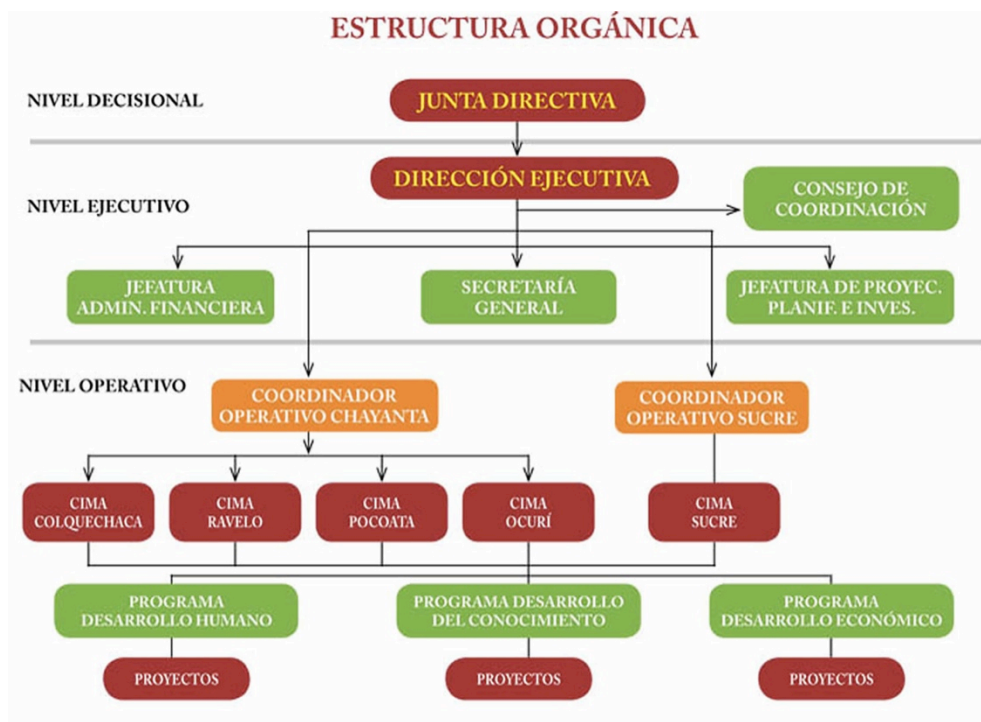 ESTRUCTURA ORGÁNICA
NIVEL DECISIONAL
JUNTA DIRECTIVA
DIRECCIÓN EJECUTIVA
NIVEL EJECUTIVO
CONSEJO DE
COORDINACIÓN
JEFATURA
ADMIN. FINANCIERA
SECRETARÍA
GENERAL
JEFATURA DE PROYEC.
PLANIF. E INVES.
NIVEL OPERATIVO
COORDINADOR
OPERATIVO CHAYANTA
COORDINADOR
OPERATIVO SUCRE
CIMA
COLQUECHACA
CIMA
RAVELO
CIMA
POCOATA
CIMA
OCURÍ
CIMA
SUCRE
PROGRAMA
DESARROLLO HUMANO
PROGRAMA DESARROLLO
DEL CONOCIMIENTO
PROGRAMA
DESARROLLO ECONÓMICO
PROYECTOS
PROYECTOS
PROYECTOS